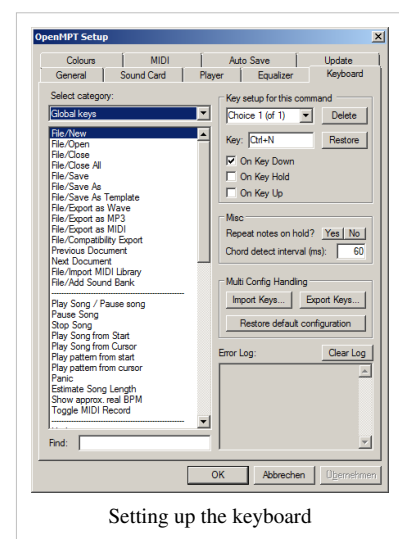 OpenMPT Setup
Colours MIDI Auto Save Update
General Sound Card Player Equalizer Keyboard
Select category:
Global keys
File/New
File/Open
File/Close
File/Close All
File/Save
File/Save As
File/Save As Template
File/Export as Wave
File/Export as MP3
File/Export as MIDI
File/Compatibility Export
Previous Document
Next Document
File/Import MIDI Library
File/Add Sound Bank
Play Song / Pause song
Pause Song
Stop Song
Play Song from Start
Play Song from Cursor
Play pattern from start
Play pattern from cursor
Panic
Estimate Song Length
Show approx. real BPM
Toggle MIDI Record
Find:
Key setup for this command
Choice 1 (of 1) Delete
Key: Ctrl+N Restore
On Key Down
On Key Hold
On Key Up
Misc
Repeat notes on hold? Yes No
Chord detect interval (ms): 60
Multi Config Handling
Import Keys... Export Keys...
Restore default configuration
Error Log: Clear Log
OK Abbrechen Übernehmen
Setting up the keyboard